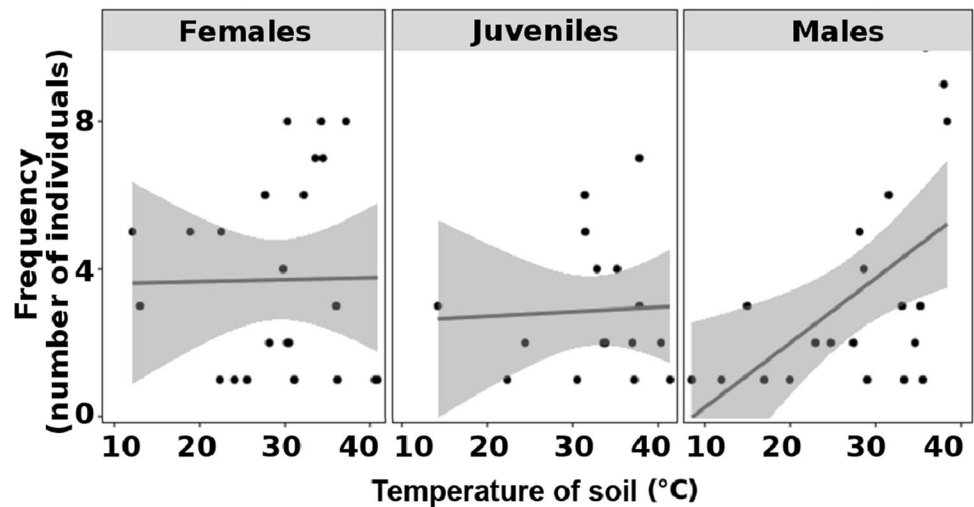 Females
Juveniles
Males
Frequency
(number of individuals)
8
4
0
10 20 30 40
10 20 30 40
10 20 30 40
Temperature of soil (°C)